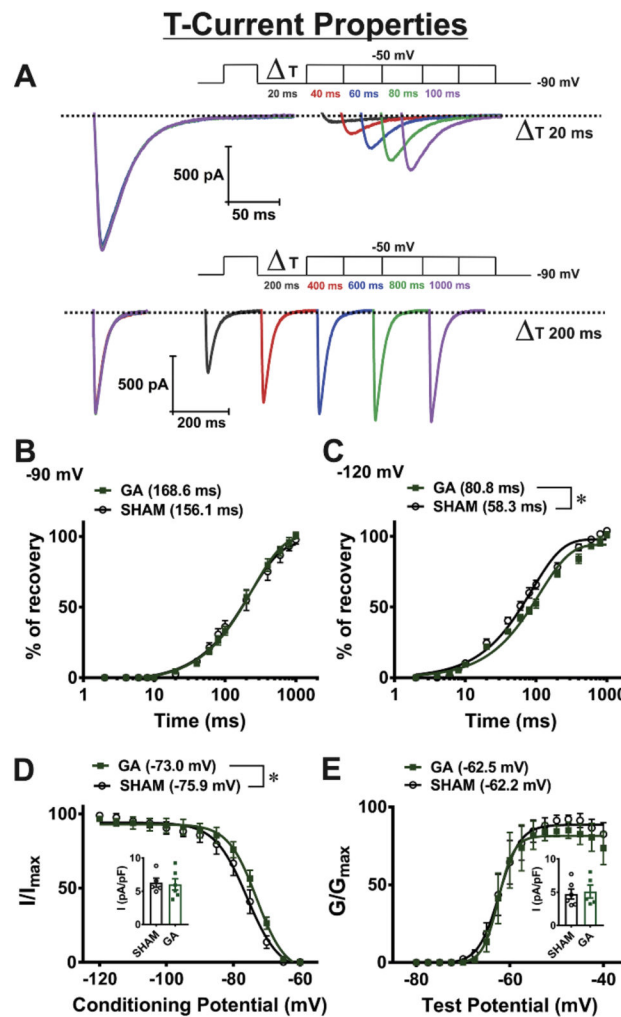 T-Current Properties
A
-50 mV
Δ T
-90 mV
20 ms 40 ms 60 ms 80 ms 100 ms
Δ T 20 ms
500 pA
50 ms
-50 mV
Δ T
-90 mV
200 ms 400 ms 600 ms 800 ms 1000 ms
Δ T 200 ms
500 pA
200 ms
B
-90 mV
GA (168.6 ms)
SHAM (156.1 ms)
% of recovery
100
50
0
1 10 100 1000
Time (ms)
C
-120 mV
GA (80.8 ms)
SHAM (58.3 ms)
*
% of recovery
100
50
0
1 10 100 1000
Time (ms)
D
GA (-73.0 mV)
SHAM (-75.9 mV)
*
I/Imax
100
50
0
I (pA/pF)
10
5
0
SHAM GA
-120 -100 -80 -60
Conditioning Potential (mV)
E
GA (-62.5 mV)
SHAM (-62.2 mV)
G/Gmax
100
50
0
I (pA/pF)
10
5
0
SHAM GA
-80 -60 -40
Test Potential (mV)